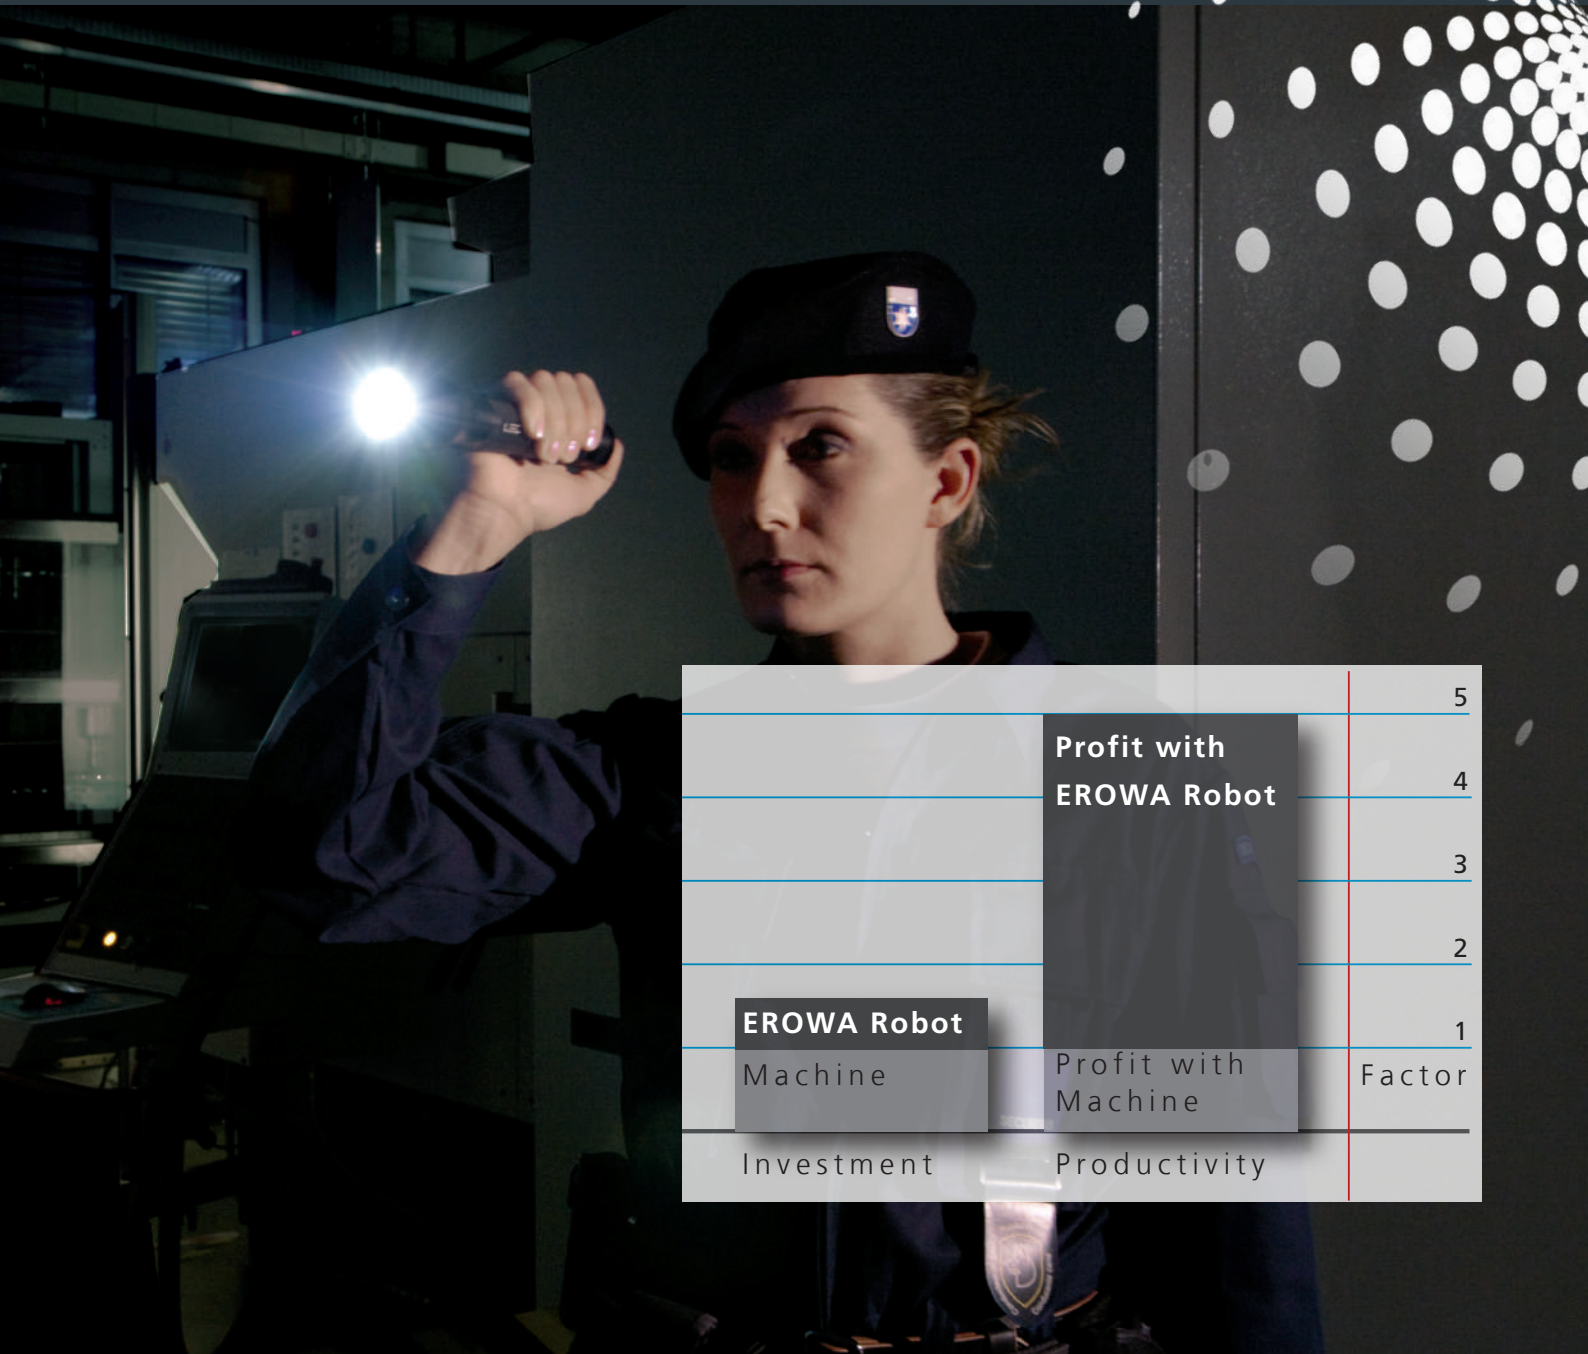 5
Profit with
EROWA Robot
4
3
2
EROWA Robot
1
Machine
Profit with
Machine
Factor
Investment
Productivity